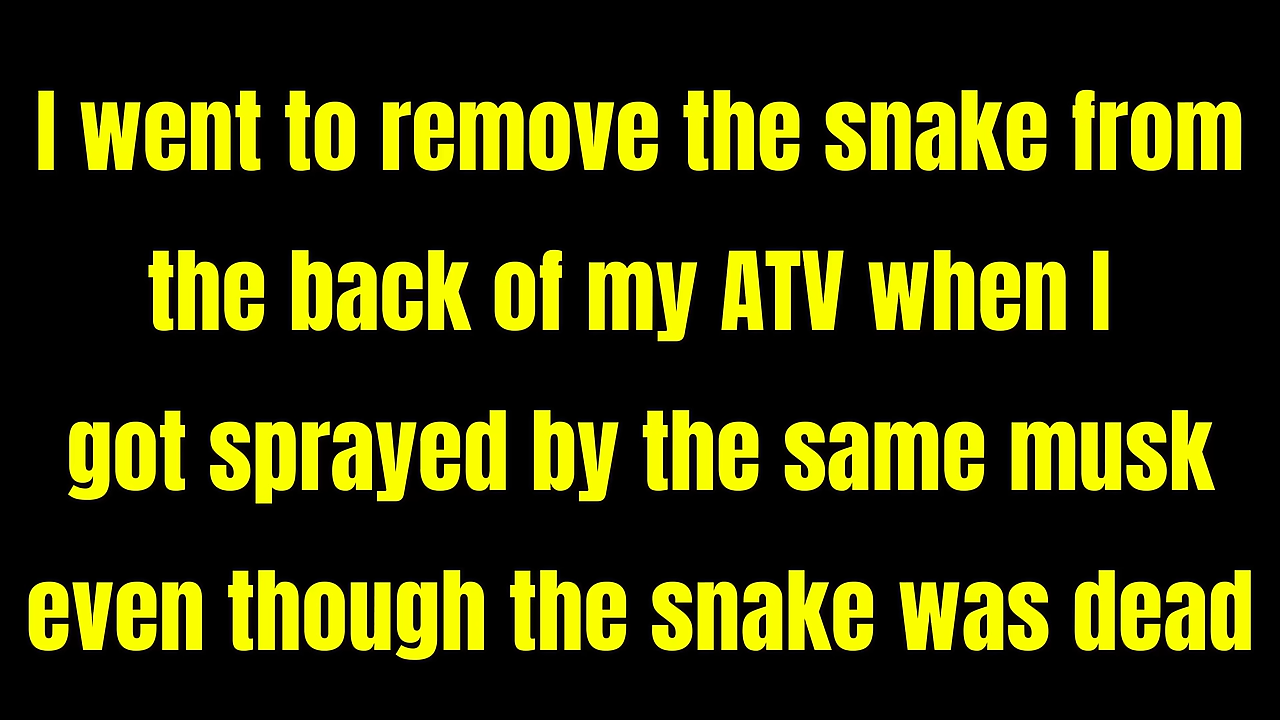 I went to remove the snake from
the back of my ATV when I
got sprayed by the same musk
even though the snake was dead